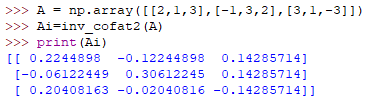 >>> A = np.array([[2,1,3],[-1,3,2],[3,1,-3]])
>>> Ai=inv_cofat2(A)
>>> print(Ai)
[[ 0.2244898  -0.12244898  0.14285714]
 [-0.06122449  0.30612245  0.14285714]
 [ 0.20408163 -0.02040816 -0.14285714]]